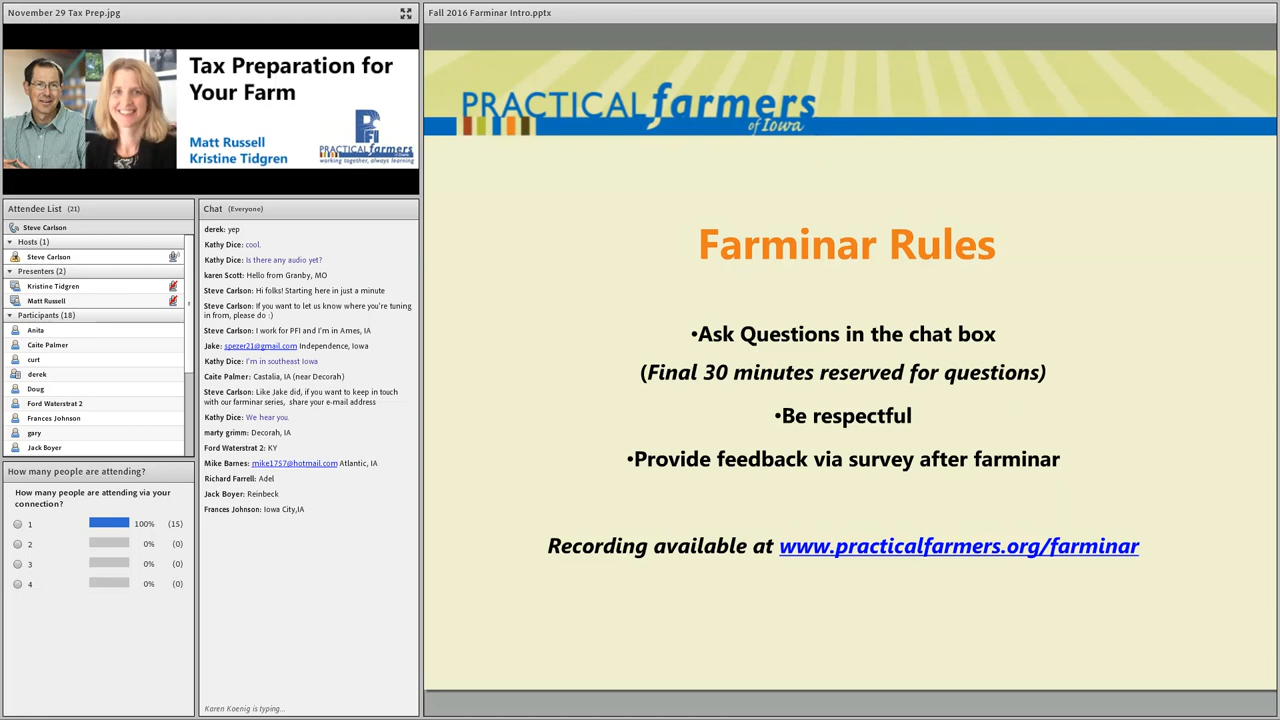 November 29 Tax Prep.jpg
Tax Preparation for
Your Farm
Matt Russell
Kristine Tidgren
PFI
PRACTICAL farmers
of Iowa
working together, always learning
Attendee List (21)
Steve Carlson
Hosts (1)
Steve Carlson
Presenters (2)
Kristine Tidgren
Matt Russell
Participants (18)
Anita
Caite Palmer
curt
derek
Doug
Ford Waterstrat 2
Frances Johnson
gary
Jack Boyer
Chat (Everyone)
derek: yep
Kathy Dice: cool.
Kathy Dice: Is there any audio yet?
karen Scott: Hello from Granby, MO
Steve Carlson: Hi folks! Starting here in just a minute
Steve Carlson: If you want to let us know where you're tuning
in from, please do :)
Steve Carlson: I work for PFI and I'm in Ames, IA
Jake: spezer21@gmail.com Independence, Iowa
Kathy Dice: I'm in southeast Iowa
Caite Palmer: Castalia, IA (near Decorah)
Steve Carlson: Like Jake did, if you want to keep in touch
with our farminar series, share your e-mail address
Kathy Dice: We hear you.
marty grimm: Decorah, IA
Ford Waterstrat 2: KY
Mike Barnes: mike1757@hotmail.com Atlantic, IA
Richard Farrell: Adel
Jack Boyer: Reinbeck
Frances Johnson: Iowa City,IA
Karen Koenig is typing...
How many people are attending?
How many people are attending via your
connection?
1 100% (15)
2 0% (0)
3 0% (0)
4 0% (0)
Fall 2016 Farminar Intro.pptx
PRACTICAL farmers
of Iowa
Farminar Rules
•Ask Questions in the chat box
(Final 30 minutes reserved for questions)
•Be respectful
•Provide feedback via survey after farminar
Recording available at www.practicalfarmers.org/farminar